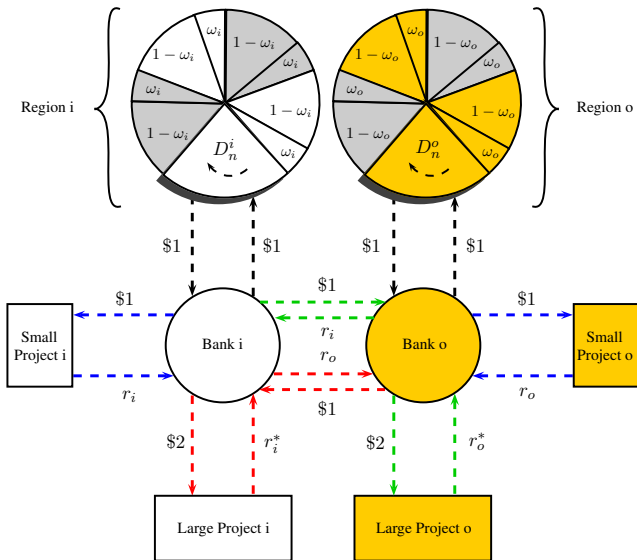 ω_i
1 − ω_i
ω_i
1 − ω_i
ω_i
1 − ω_i
ω_i
D_n^i
Region i
ω_o
1 − ω_o
ω_o
1 − ω_o
ω_o
1 − ω_o
ω_o
D_n^o
Region o
$1
$1
$1
$1
$1
$1
$1
r_i
Small
Project i
Bank i
Bank o
Small
Project o
r_o
r_i
r_o
$1
$2
r_i^*
$2
r_o^*
Large Project i
Large Project o